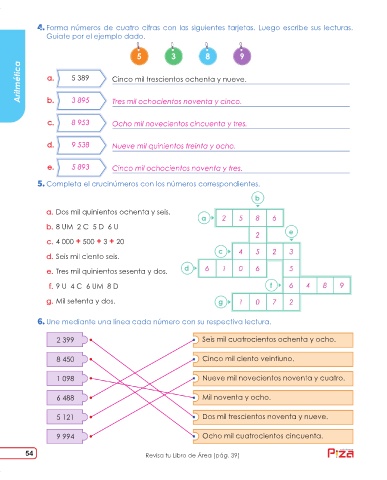 4. Forma números de cuatro cifras con las siguientes tarjetas. Luego escribe sus lecturas.
Guíate por el ejemplo dado.
5 3 8 9
Aritmética
a. 5 389 Cinco mil trescientos ochenta y nueve.
b. 3 895 Tres mil ochocientos noventa y cinco.
c. 8 953 Ocho mil novecientos cincuenta y tres.
d. 9 538 Nueve mil quinientos treinta y ocho.
e. 5 893 Cinco mil ochocientos noventa y tres.
5. Completa el crucinúmeros con los números correspondientes.
a. Dos mil quinientos ochenta y seis.
b. 8 UM 2 C 5 D 6 U
c. 4 000 + 500 + 3 + 20
d. Seis mil ciento seis.
e. Tres mil quinientos sesenta y dos.
f. 9 U 4 C 6 UM 8 D
g. Mil setenta y dos.
b
a 2 5 8 6
2 e
c 4 5 2 3
d 6 1 0 6 5
f 6 4 8 9
g 1 0 7 2
6. Une mediante una línea cada número con su respectiva lectura.
2 399 Seis mil cuatrocientos ochenta y ocho.
8 450 Cinco mil ciento veintiuno.
1 098 Nueve mil novecientos noventa y cuatro.
6 488 Mil noventa y ocho.
5 121 Dos mil trescientos noventa y nueve.
9 994 Ocho mil cuatrocientos cincuenta.
54 Revisa tu Libro de Área (pág. 39)